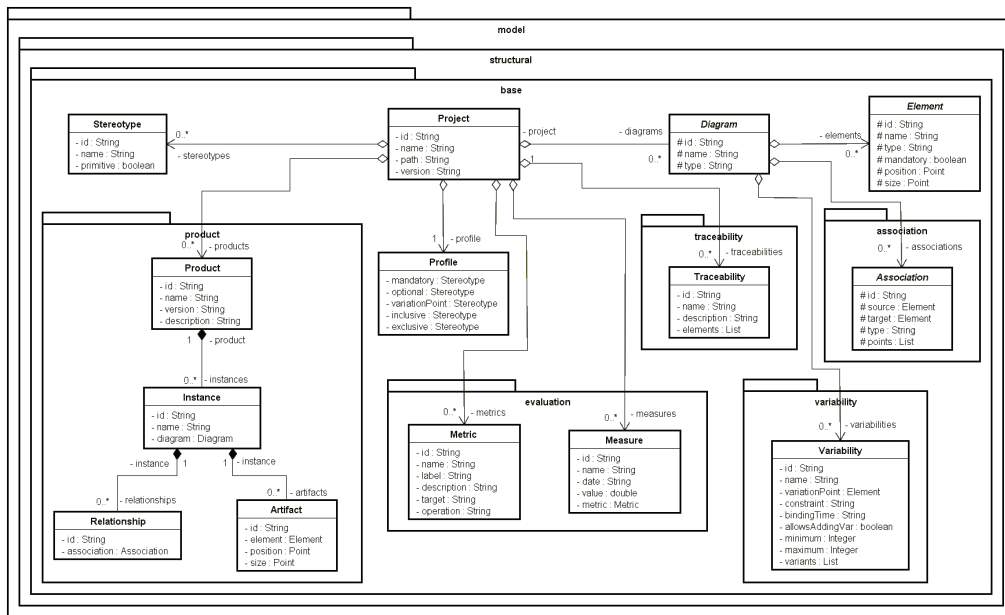 model
structural
base
Stereotype
- id : String
- name : String
- primitive : boolean
0..*
- stereotypes
Project
- id : String
- name : String
- path : String
- version : String
- project
1
- diagrams
0..*
Diagram
# id : String
# name : String
# type : String
- elements
0..*
Element
# id : String
# name : String
# type : String
# mandatory : boolean
# position : Point
# size : Point
product
0..*
- products
Product
- id : String
- name : String
- version : String
- description : String
1
- product
0..*
- instances
Instance
- id : String
- name : String
- diagram : Diagram
- instance
1
1
- instance
0..*
- relationships
0..*
- artifacts
Relationship
- id : String
- association : Association
Artifact
- id : String
- element : Element
- position : Point
- size : Point
1
- profile
Profile
- mandatory : Stereotype
- optional : Stereotype
- variationPoint : Stereotype
- inclusive : Stereotype
- exclusive : Stereotype
evaluation
0..*
- metrics
Metric
- id : String
- name : String
- label : String
- description : String
- target : String
- operation : String
0..*
- measures
Measure
- id : String
- name : String
- date : String
- value : double
- metric : Metric
traceability
0..*
- traceabilities
Traceability
- id : String
- name : String
- description : String
- elements : List
association
0..*
- associations
Association
# id : String
# source : Element
# target : Element
# type : String
# points : List
variability
0..*
- variabilities
Variability
- id : String
- name : String
- variationPoint : Element
- constraint : String
- bindingTime : String
- allowsAddingVar : boolean
- minimum : Integer
- maximum : Integer
- variants : List